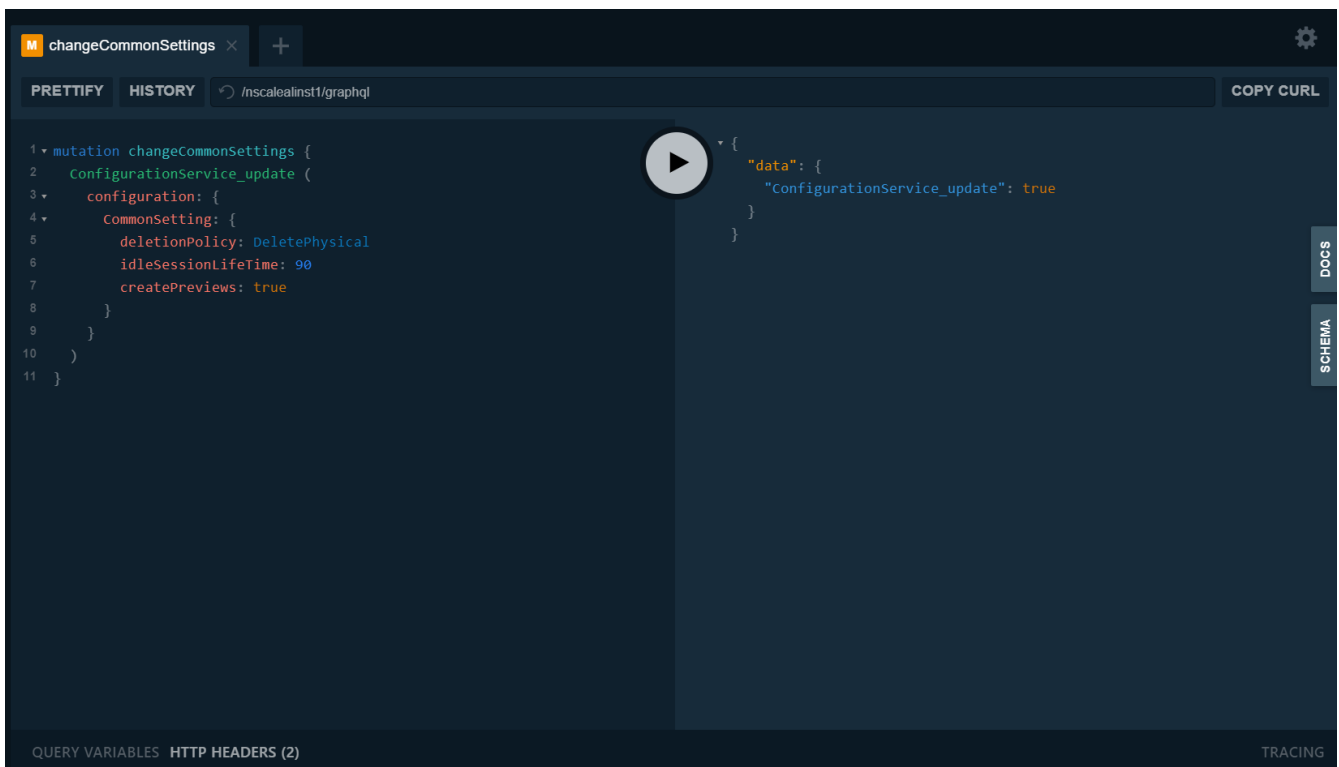 M changeCommonSettings × +
PRETTIFY HISTORY /nscalealinst1/graphql COPY CURL
1 mutation changeCommonSettings {
2 ConfigurationService_update (
3 configuration: {
4 CommonSetting: {
5 deletionPolicy: DeletePhysical
6 idleSessionLifeTime: 90
7 createPreviews: true
8 }
9 }
10 )
11 }
{
"data": {
"ConfigurationService_update": true
}
}
DOCS
SCHEMA
QUERY VARIABLES HTTP HEADERS (2) TRACING